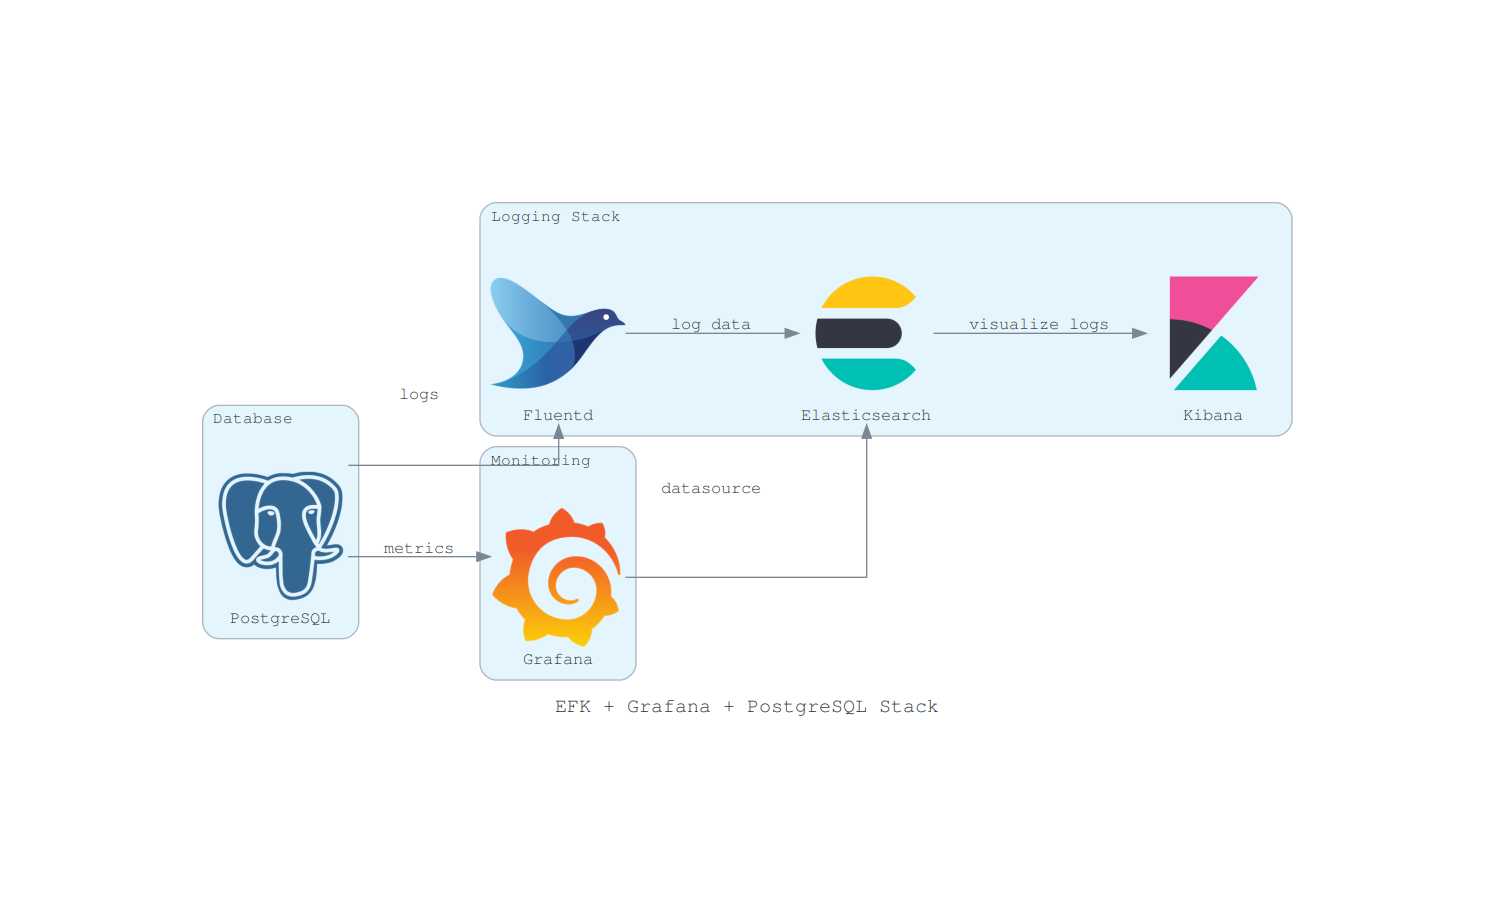 Logging Stack
log data
visualize logs
Fluentd
Elasticsearch
Kibana
logs
Database
PostgreSQL
metrics
Monitoring
datasource
Grafana
EFK + Grafana + PostgreSQL Stack